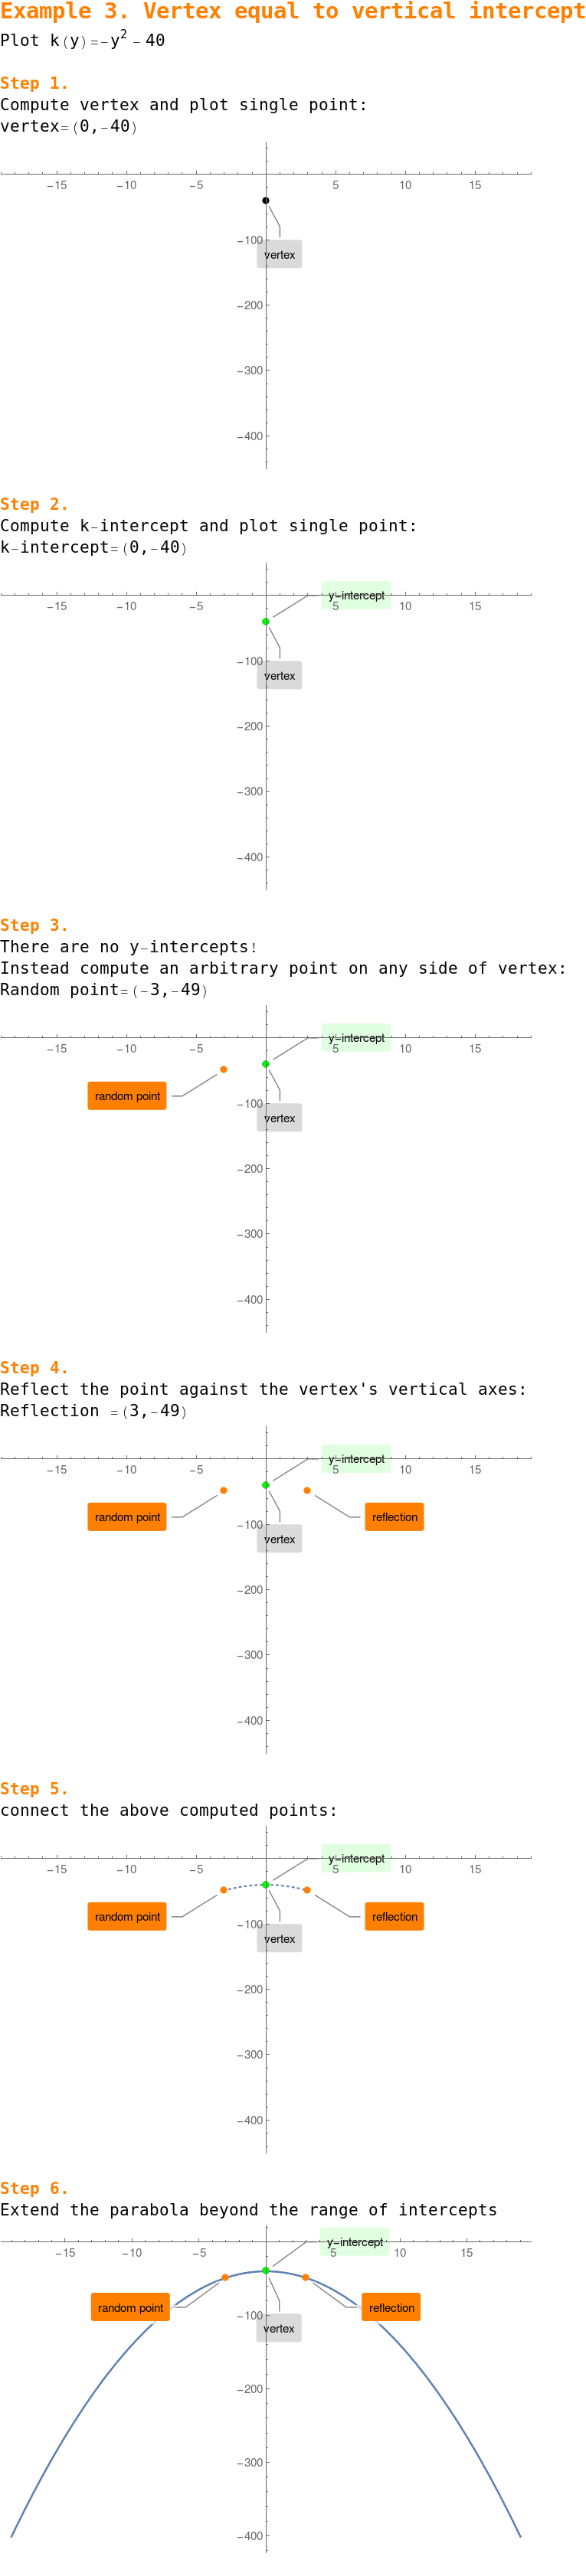 Example 3. Vertex equal to vertical intercept
Plot k(y)=-y² - 40
Step 1.
Compute vertex and plot single point:
vertex=(0,-40)
-15 -10 -5 5 10 15
-100
vertex
-200
-300
-400
Step 2.
Compute k-intercept and plot single point:
k-intercept=(0,-40)
y-intercept
-15 -10 -5 5 10 15
-100
vertex
-200
-300
-400
Step 3.
There are no y-intercepts!
Instead compute an arbitrary point on any side of vertex:
Random point=(-3,-49)
y-intercept
-15 -10 -5 5 10 15
random point
-100
vertex
-200
-300
-400
Step 4.
Reflect the point against the vertex's vertical axes:
Reflection =(3,-49)
y-intercept
-15 -10 -5 5 10 15
random point reflection
-100
vertex
-200
-300
-400
Step 5.
connect the above computed points:
y-intercept
-15 -10 -5 5 10 15
random point reflection
-100
vertex
-200
-300
-400
Step 6.
Extend the parabola beyond the range of intercepts
y-intercept
-15 -10 -5 5 10 15
random point reflection
-100
vertex
-200
-300
-400